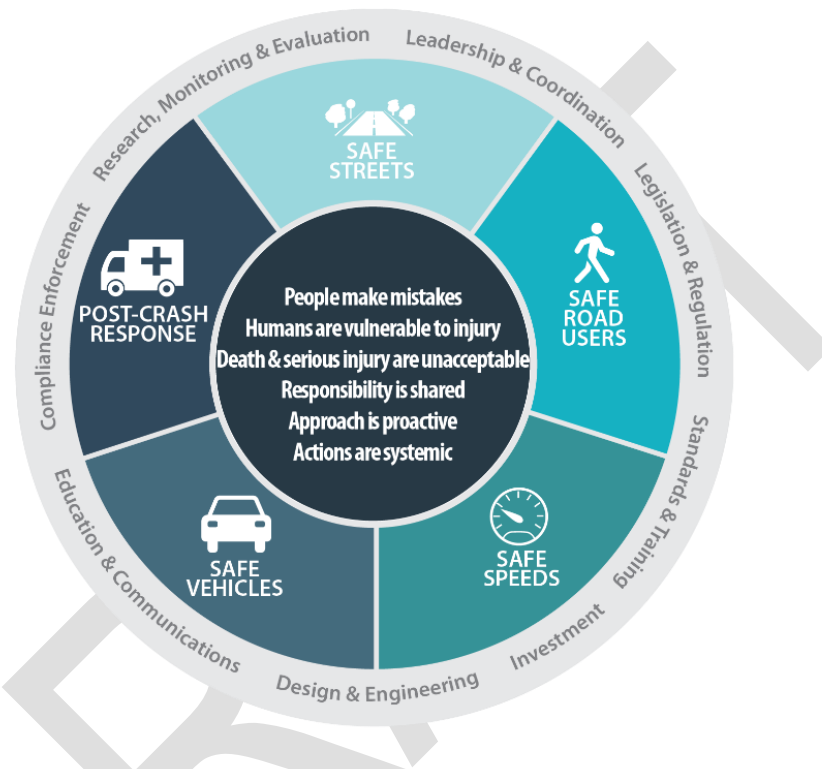 Research, Monitoring & Evaluation
Leadership & Coordination
Legislation & Regulation
Standards & Training
Investment
Design & Engineering
Education & Communications
Compliance Enforcement
SAFE
STREETS
SAFE
ROAD
USERS
SAFE
SPEEDS
SAFE
VEHICLES
POST-CRASH
RESPONSE
People make mistakes
Humans are vulnerable to injury
Death & serious injury are unacceptable
Responsibility is shared
Approach is proactive
Actions are systemic